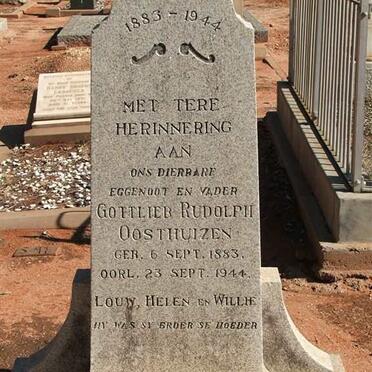 1883 - 1944
MET TERE
HERINNERING
AAN
ONS DIERBARE
EGGENOOT EN VADER
GOTTLIEB RUDOLPH
OOSTHUIZEN
GEB. 6 SEPT. 1883.
OORL. 23 SEPT. 1944.
LOUW, HELEN EN WILLIE
HY WAS SY BROER SE HOEDER